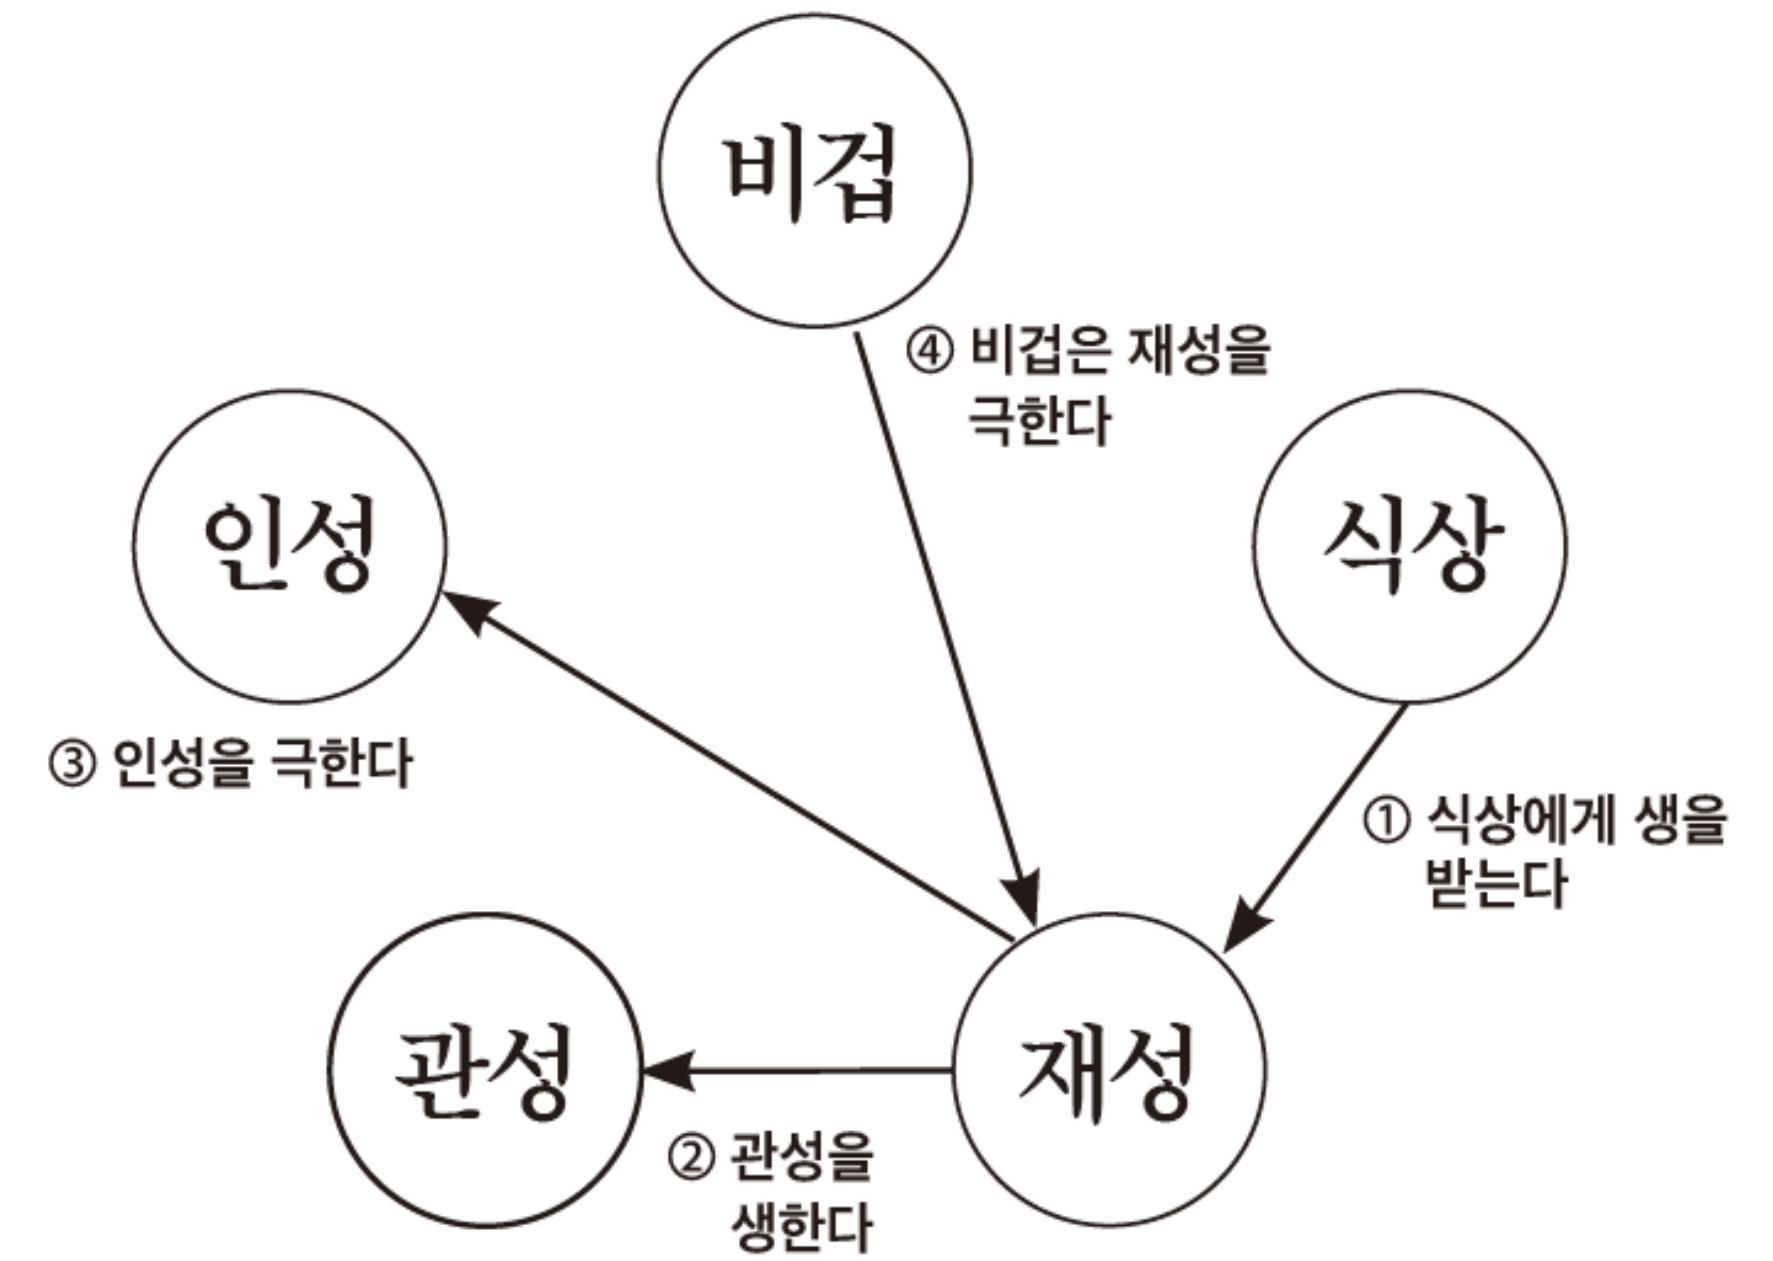 비겁
④ 비겁은 재성을
극한다
인성
식상
③ 인성을 극한다
① 식상에게 생을
받는다
관성
재성
② 관성을
생한다